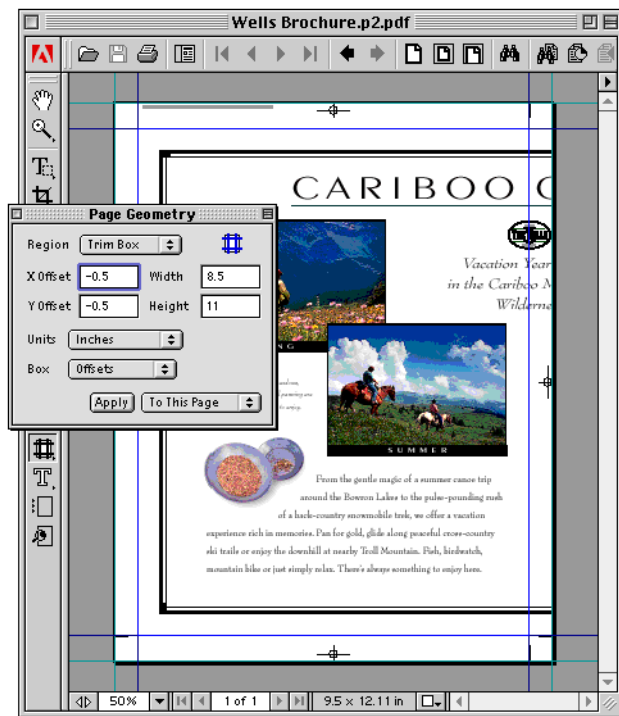 Wells Brochure.p2.pdf
CARIBOO
Page Geometry
Region Trim Box
X Offset -0.5 Width 8.5
Y Offset -0.5 Height 11
Units Inches
Box Offsets
Apply To This Page
Vacation Year
in the Cariboo
Wilderne
SUMMER
From the gentle magic of a summer canoe trip
around the Bowron Lakes to the pulse-pounding rush
of a back-country snowmobile trek, we offer a vacation
experience rich in memories. Pan for gold, glide along peaceful cross-country
ski trails or enjoy the downhill at nearby Troll Mountain. Fish, birdwatch,
mountain bike or just simply relax. There's always something to enjoy here.
50% 1 of 1 9.5 x 12.11 in